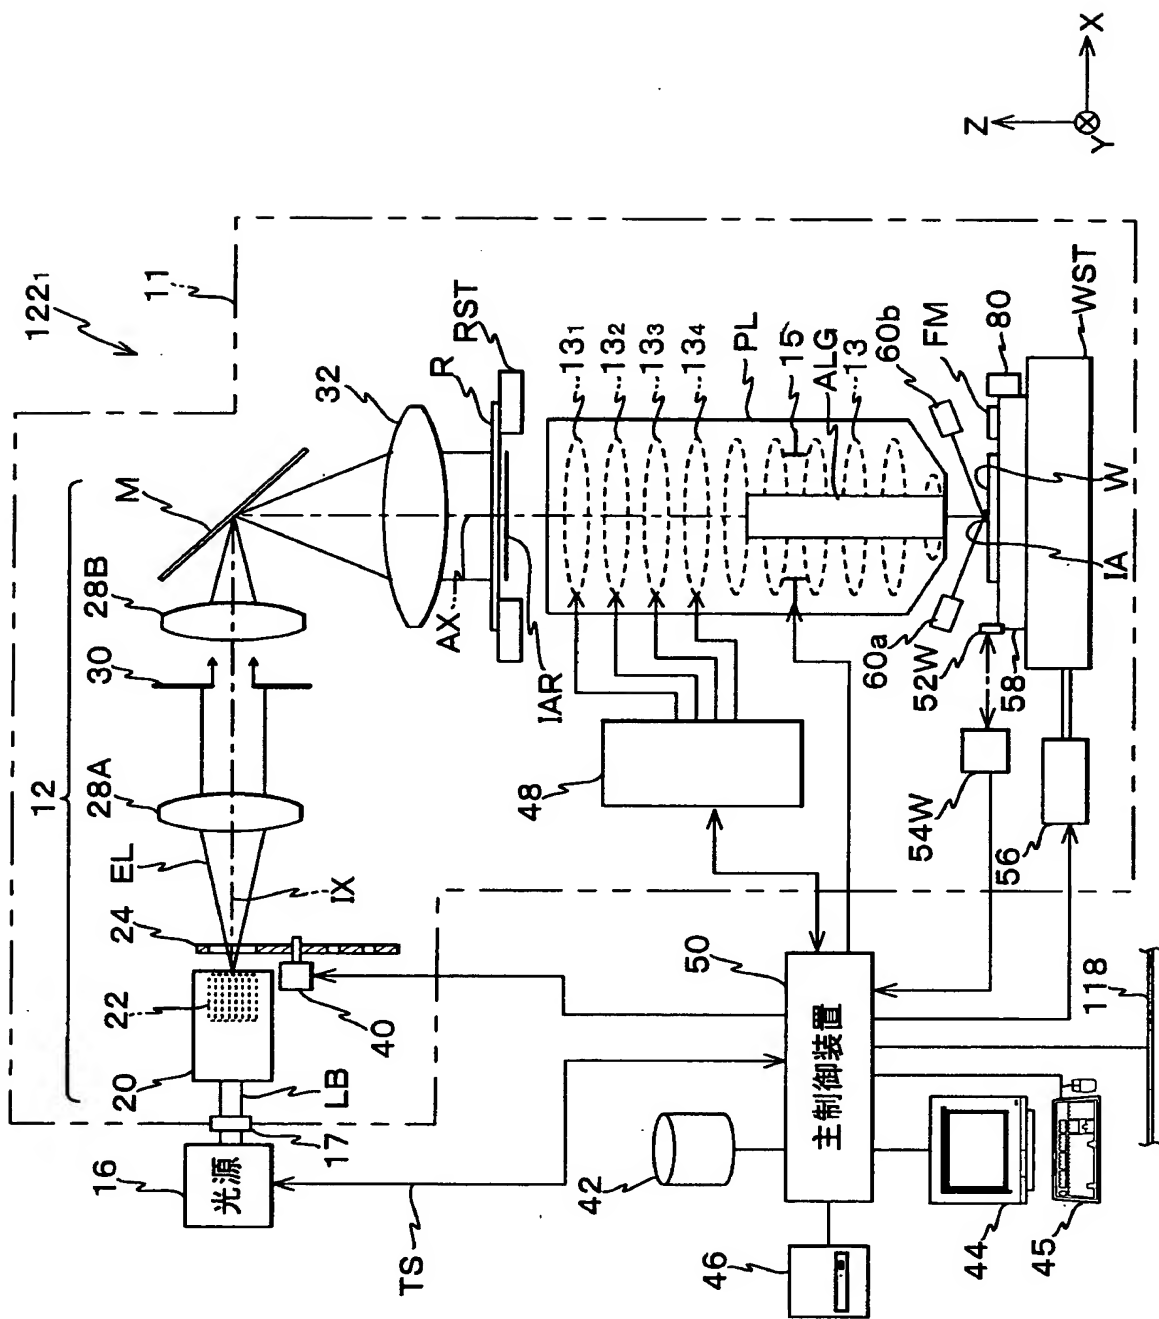 122₁
11
12
M
28B
30
28A
EL
IX
24
22
20
LB
17
16
光源
40
TS
32
R
RST
AX
IAR
13₁
13₂
13₃
13₄
PL
15
ALG
13
48
60b
FM
80
WST
W
IA
60a
52W
58
54W
56
50
主制御装置
42
46
44
45
118
Z
X
Y